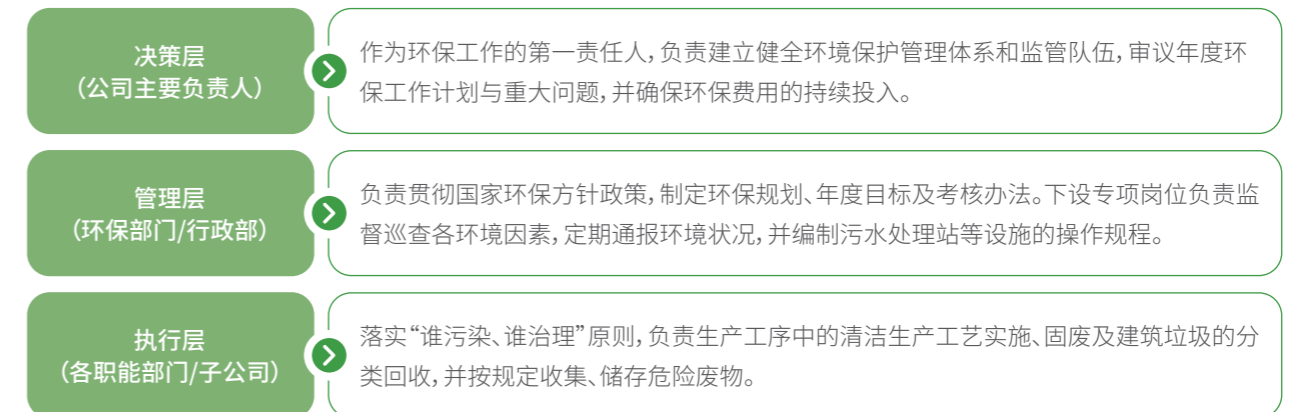 决策层
（公司主要负责人）
作为环保工作的第一责任人，负责建立健全环境保护管理体系和监管队伍，审议年度环
保工作计划与重大问题，并确保环保费用的持续投入。
管理层
（环保部门/行政部）
负责贯彻国家环保方针政策，制定环保规划、年度目标及考核办法。下设专项岗位负责监
督巡查各环境因素，定期通报环境状况，并编制污水处理站等设施的操作规程。
执行层
（各职能部门/子公司）
落实“谁污染、谁治理”原则，负责生产工序中的清洁生产工艺实施、固废及建筑垃圾的分
类回收，并按规定收集、储存危险废物。